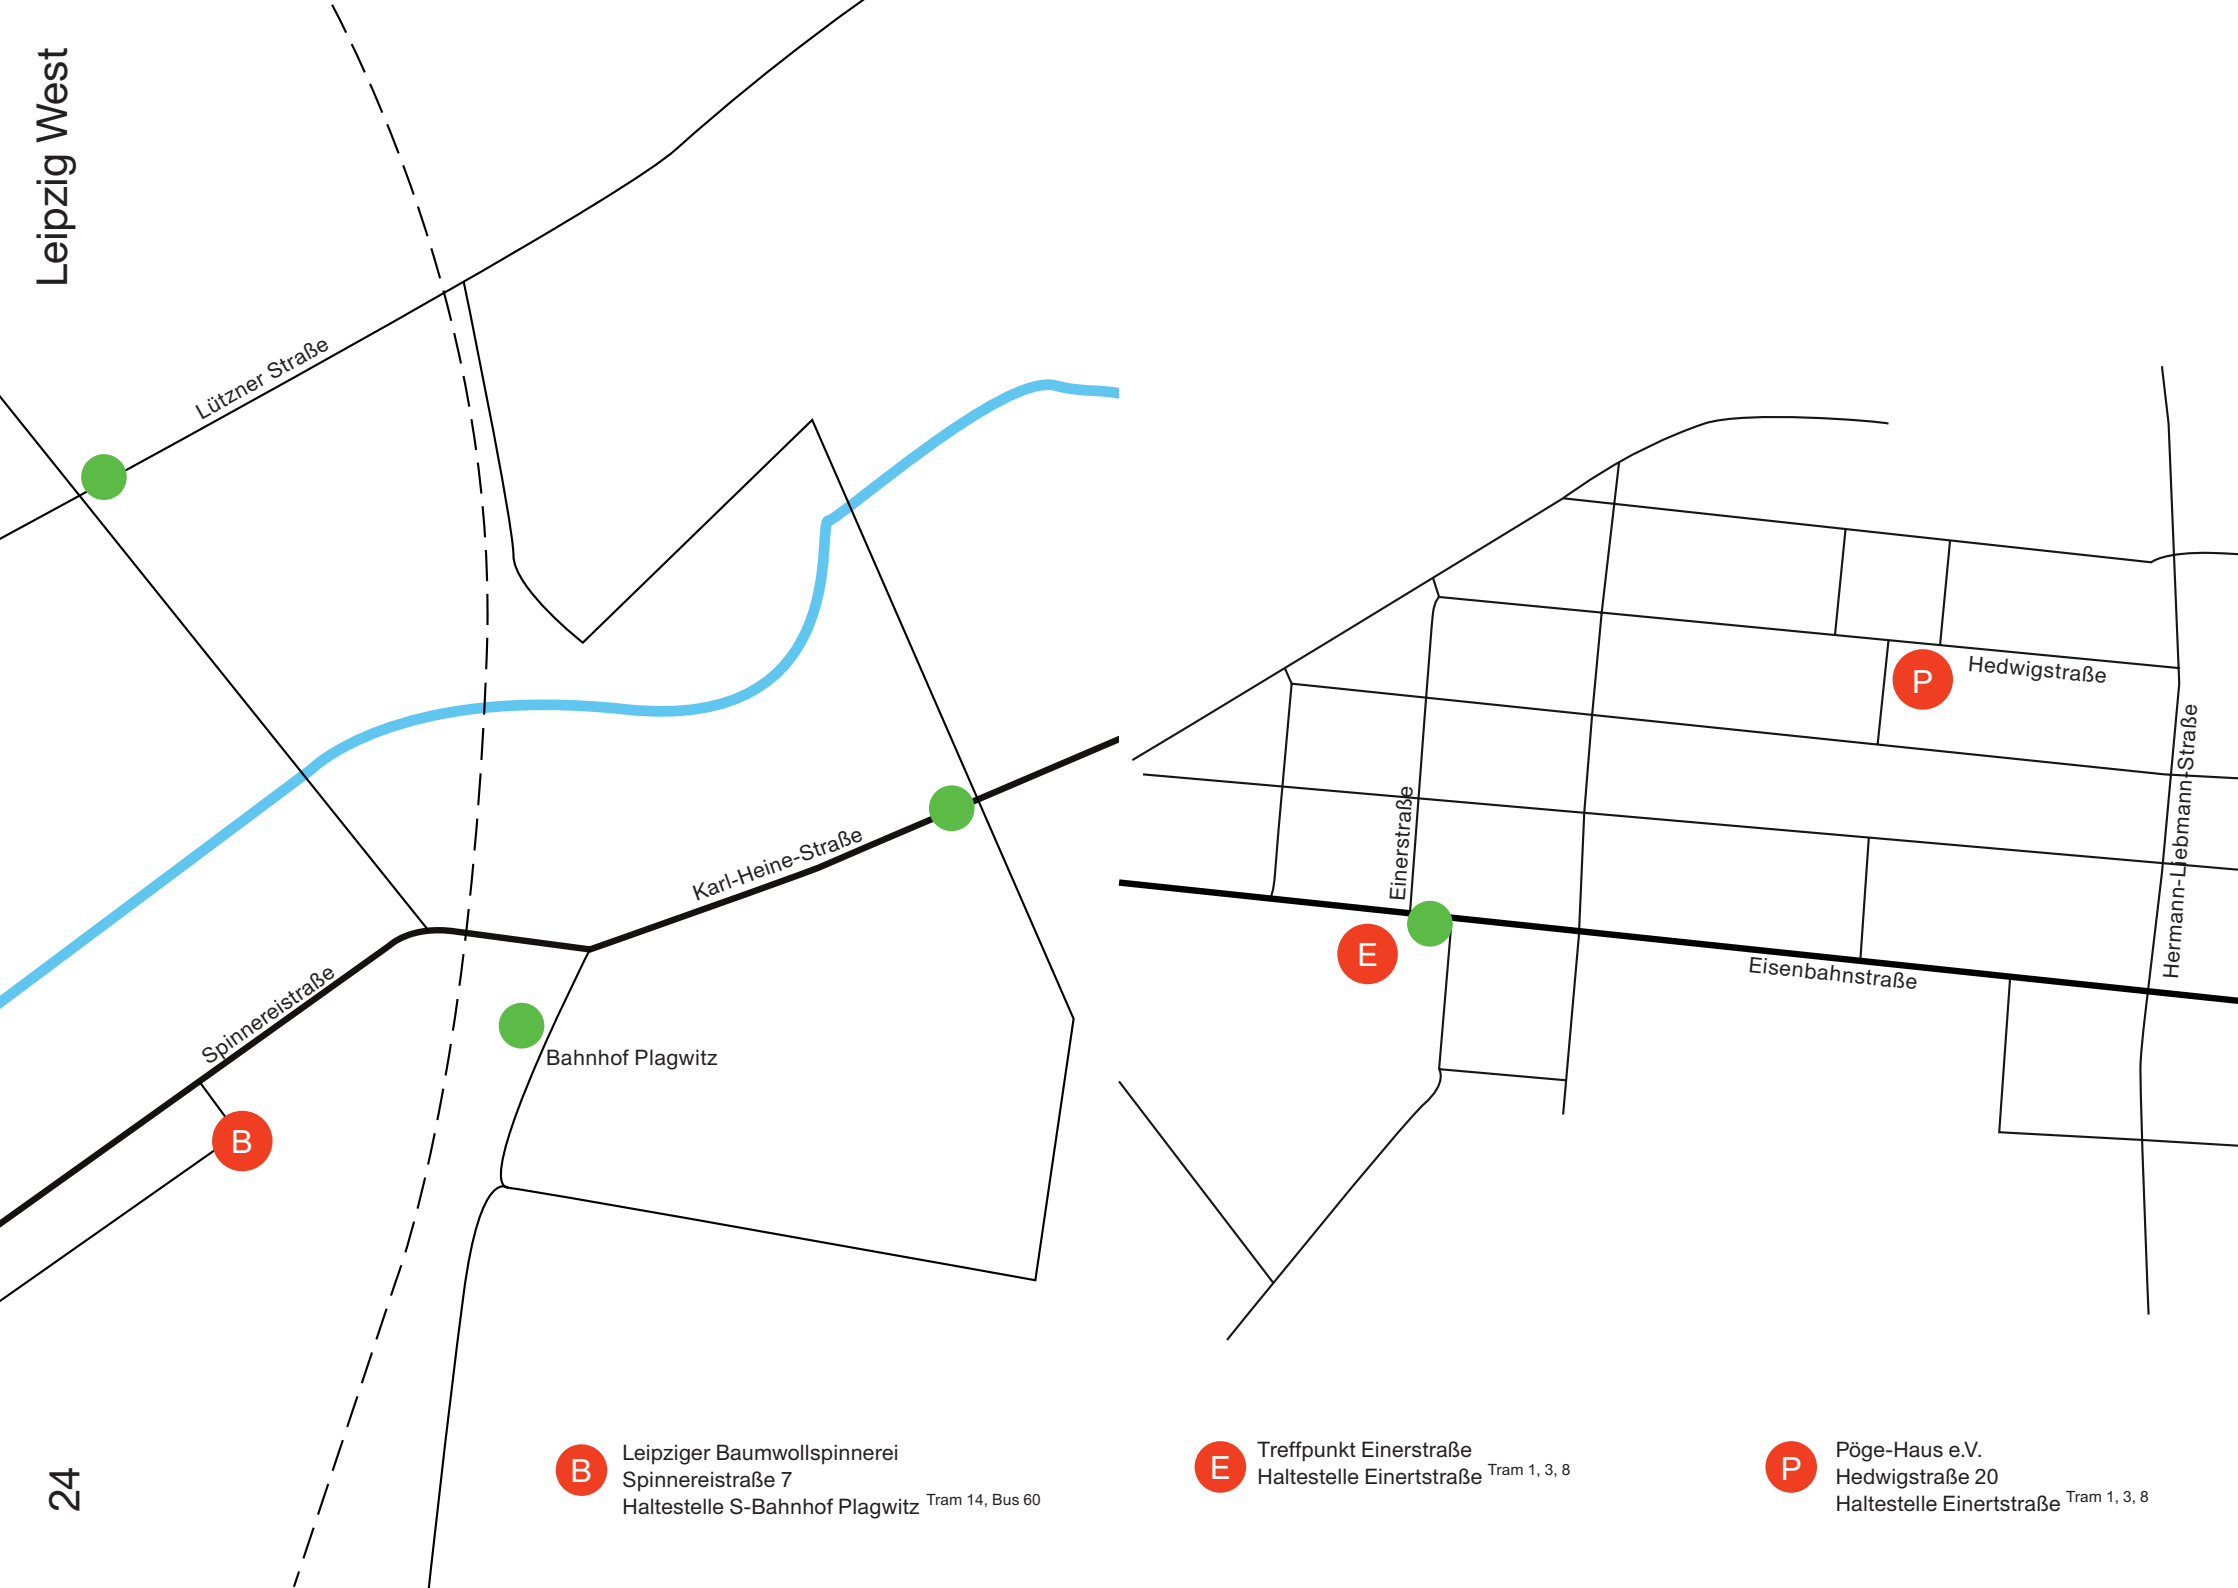 Leipzig West
Lützner Straße
Karl-Heine-Straße
Spinnereistraße
Bahnhof Plagwitz
B
Hedwigstraße
P
Hermann-Liebmann-Straße
Einerstraße
E
Eisenbahnstraße
B
Leipziger Baumwollspinnerei
Spinnereistraße 7
Haltestelle S-Bahnhof Plagwitz Tram 14, Bus 60
E
Treffpunkt Einerstraße
Haltestelle Einertstraße Tram 1, 3, 8
P
Pöge-Haus e.V.
Hedwigstraße 20
Haltestelle Einertstraße Tram 1, 3, 8
24